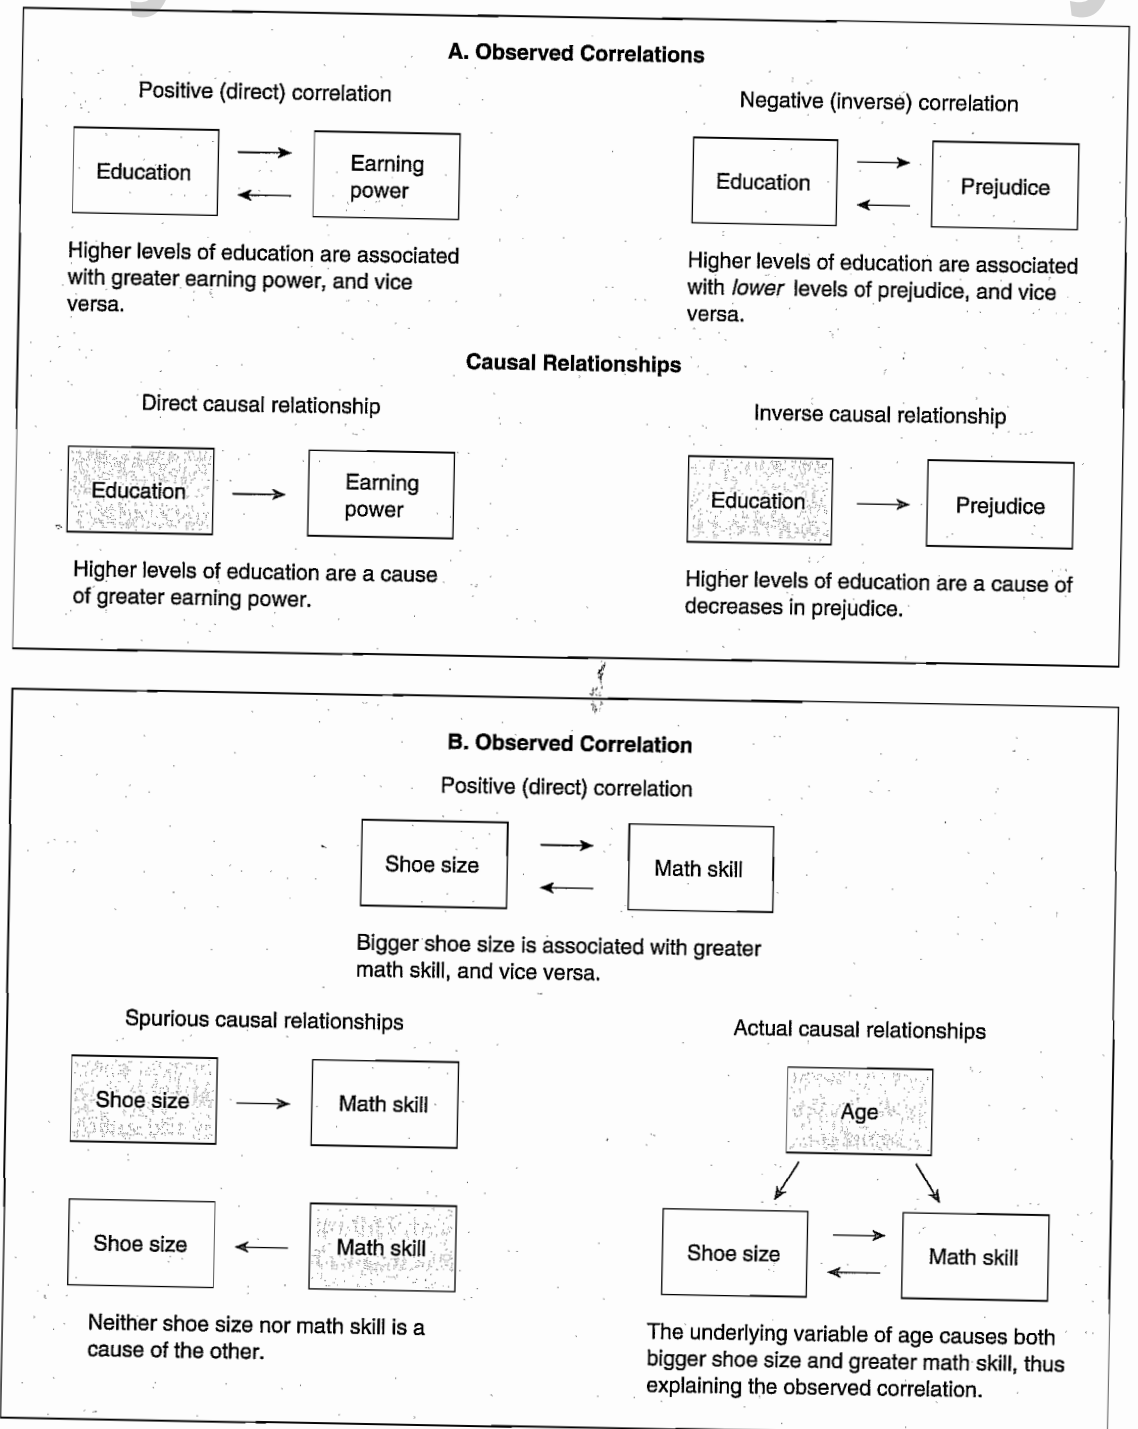 A. Observed Correlations
Positive (direct) correlation
Education
Earning
power
Higher levels of education are associated
with greater earning power, and vice
versa.
Negative (inverse) correlation
Education
Prejudice
Higher levels of education are associated
with lower levels of prejudice, and vice
versa.
Causal Relationships
Direct causal relationship
Education
Earning
power
Higher levels of education are a cause
of greater earning power.
Inverse causal relationship
Education
Prejudice
Higher levels of education are a cause of
decreases in prejudice.
B. Observed Correlation
Positive (direct) correlation
Shoe size
Math skill
Bigger shoe size is associated with greater
math skill, and vice versa.
Spurious causal relationships
Shoe size
Math skill
Shoe size
Math skill
Neither shoe size nor math skill is a
cause of the other.
Actual causal relationships
Age
Shoe size
Math skill
The underlying variable of age causes both
bigger shoe size and greater math skill, thus
explaining the observed correlation.